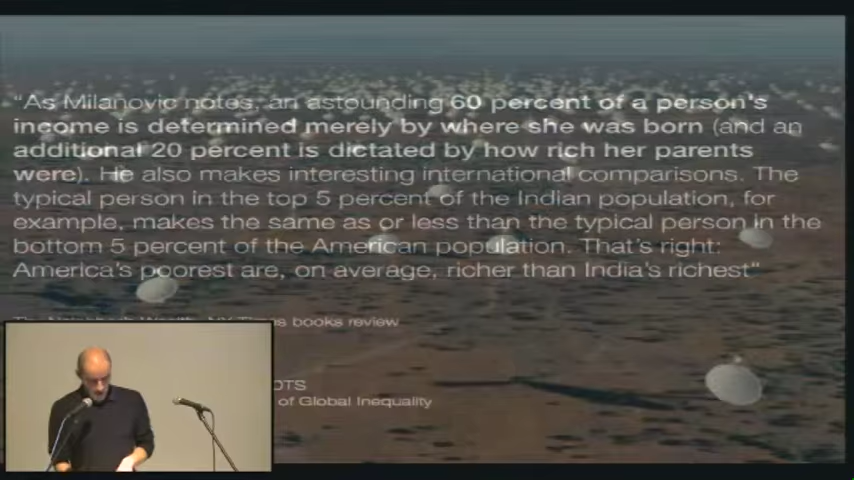 "As Milanovic notes, an astounding 60 percent of a person's
income is determined merely by where she was born (and an
additional 20 percent is dictated by how rich her parents
were). He also makes interesting international comparisons. The
typical person in the top 5 percent of the Indian population, for
example, makes the same as or less than the typical person in the
bottom 5 percent of the American population. That's right:
America's poorest are, on average, richer than India's richest"
books review
of Global Inequality